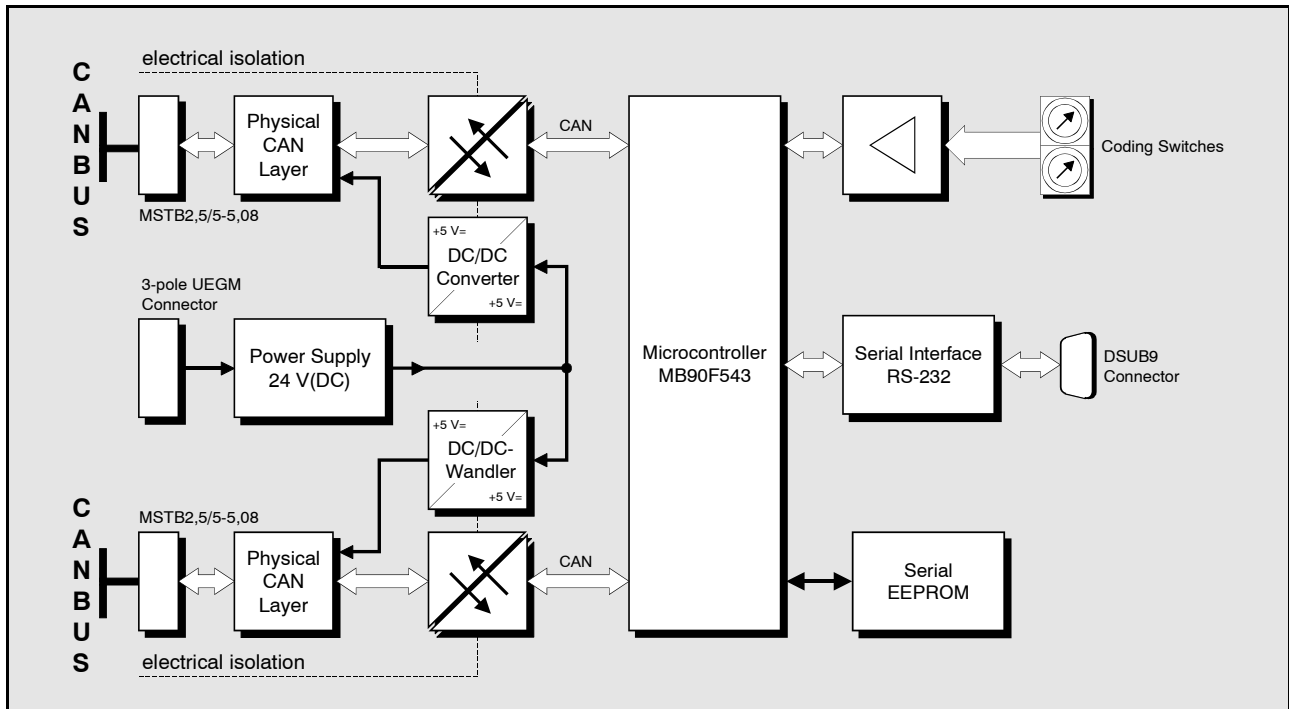 electrical isolation
CANBUS
Physical
CAN
Layer
CAN
Coding Switches
MSTB2,5/5-5,08
+5 V=
DC/DC
Converter
+5 V=
3-pole UEGM
Connector
Power Supply
24 V(DC)
Microcontroller
MB90F543
Serial Interface
RS-232
DSUB9
Connector
+5 V=
DC/DC-
Wandler
+5 V=
CANBUS
MSTB2,5/5-5,08
Physical
CAN
Layer
CAN
Serial
EEPROM
electrical isolation